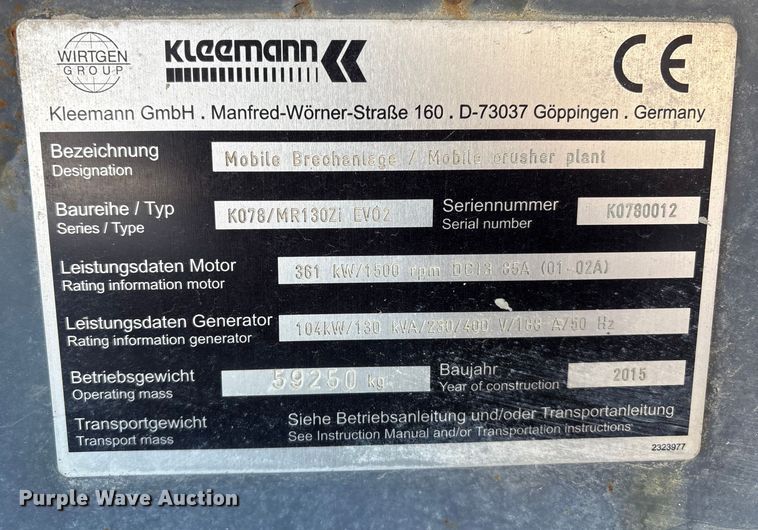 WIRTGEN
GROUP
KLEEMANN
CE
Kleemann GmbH . Manfred-Wörner-Straße 160 . D-73037 Göppingen . Germany
Bezeichnung
Designation
Mobile Brechanlage / Mobile crusher plant
Baureihe / Typ
Series / Type
K078/MR130Zi EVO2
Seriennummer
Serial number
K0780012
Leistungsdaten Motor
Rating information motor
361 kW/1500 rpm DC13 85A (01-02A)
Leistungsdaten Generator
Rating information generator
104kW/130 kVA/230/400 V/188 A/50 Hz
Betriebsgewicht
Operating mass
59250 kg
Baujahr
Year of construction
2015
Transportgewicht
Transport mass
Siehe Betriebsanleitung und/oder Transportanleitung
See Instruction Manual and/or Transportation instructions
2323977
Purple Wave Auction